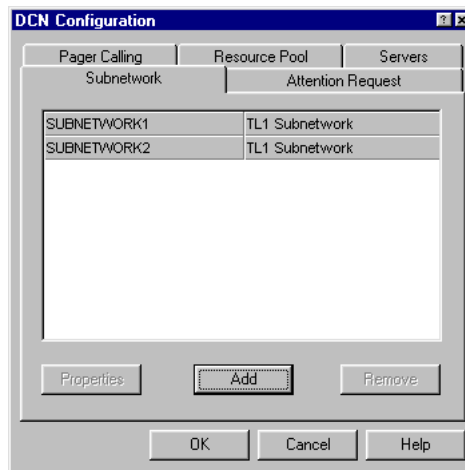 DCN Configuration
Pager Calling Resource Pool Servers
Subnetwork Attention Request
SUBNETWORK1 TL1 Subnetwork
SUBNETWORK2 TL1 Subnetwork
Properties Add Remove
OK Cancel Help